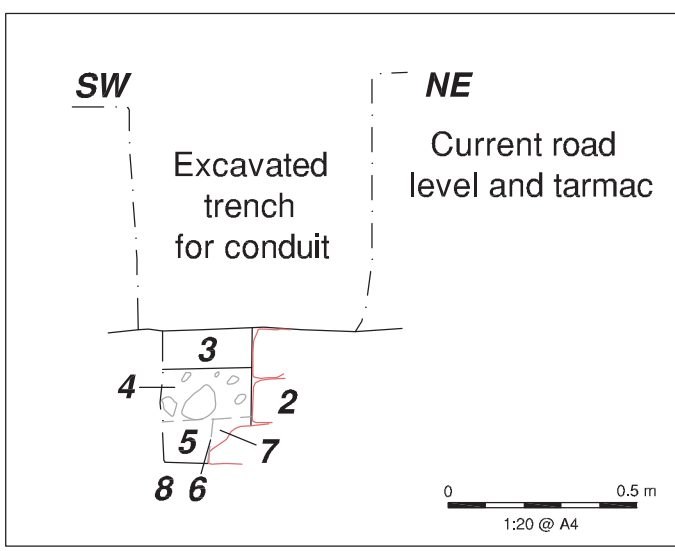 SW
NE
Excavated
trench
for conduit
Current road
level and tarmac
3
4
2
5
7
8 6
0 0.5 m
1:20 @ A4